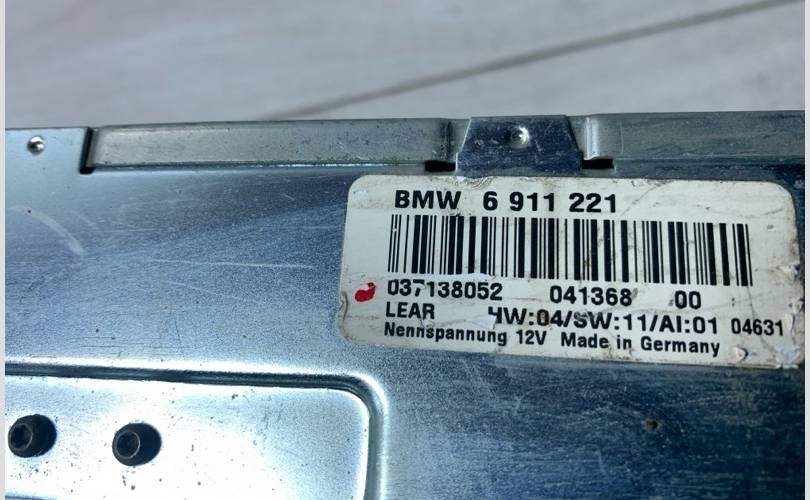 BMW 6 911 221
037138052 041368 00
LEAR HW:04/SW:11/AI:01 04631
Nennspannung 12V Made in Germany